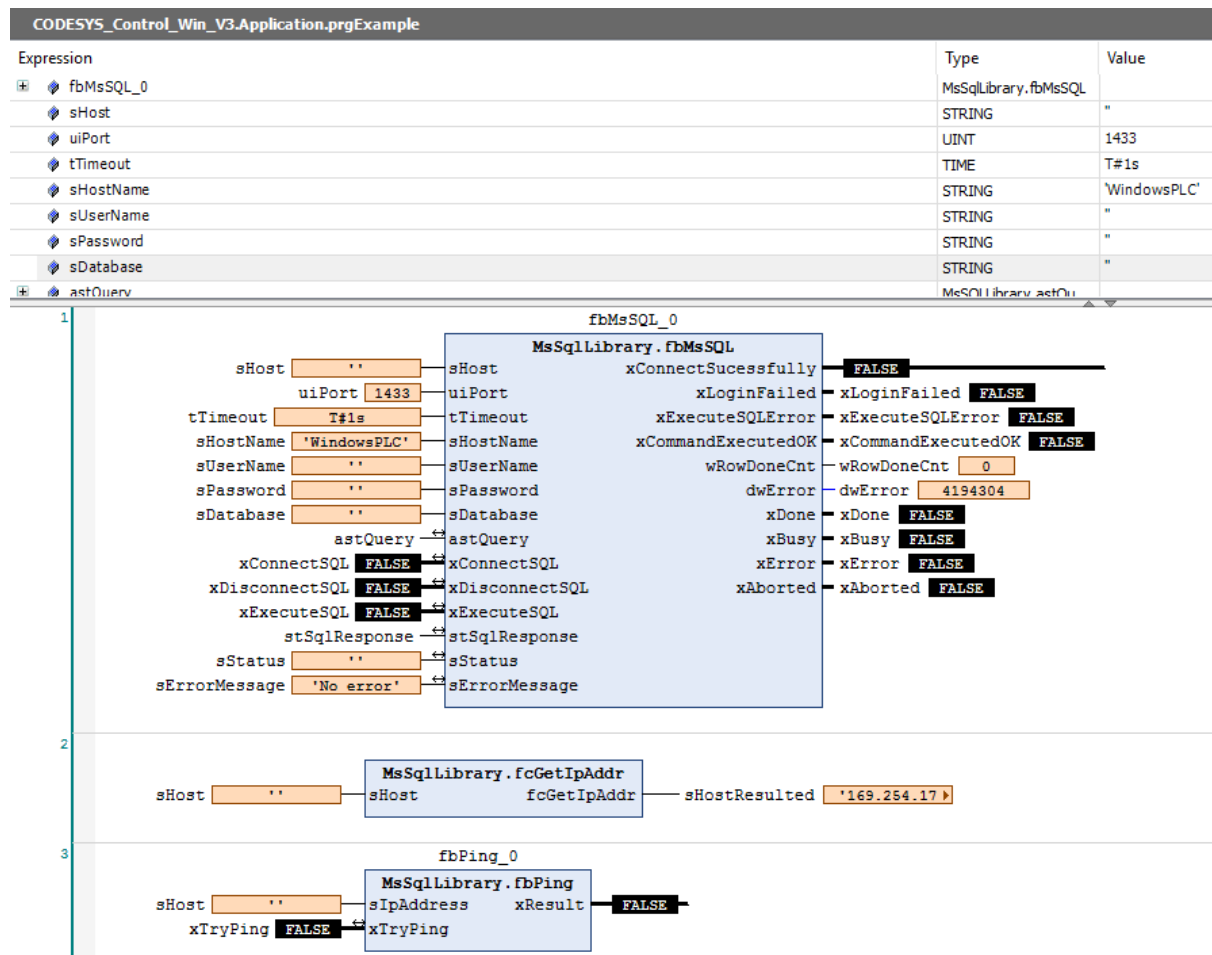 CODESYS_Control_Win_V3.Application.prgExample
Expression Type Value
fbMsSQL_0 MsSqlLibrary.fbMsSQL
sHost STRING ''
uiPort UINT 1433
tTimeout TIME T#1s
sHostName STRING 'WindowsPLC'
sUserName STRING ''
sPassword STRING ''
sDatabase STRING ''
astQuery MsSQLLibrary.astQu
1 fbMsSQL_0
MsSqlLibrary.fbMsSQL
sHost '' sHost xConnectSucessfully FALSE
uiPort 1433 uiPort xLoginFailed xLoginFailed FALSE
tTimeout T#1s tTimeout xExecuteSQLError xExecuteSQLError FALSE
sHostName 'WindowsPLC' sHostName xCommandExecutedOK xCommandExecutedOK FALSE
sUserName '' sUserName wRowDoneCnt wRowDoneCnt 0
sPassword '' sPassword dwError dwError 4194304
sDatabase '' sDatabase xDone xDone FALSE
astQuery astQuery xBusy xBusy FALSE
xConnectSQL FALSE xConnectSQL xError xError FALSE
xDisconnectSQL FALSE xDisconnectSQL xAborted xAborted FALSE
xExecuteSQL FALSE xExecuteSQL
stSqlResponse stSqlResponse
sStatus '' sStatus
sErrorMessage 'No error' sErrorMessage
2
MsSqlLibrary.fcGetIpAddr
sHost '' sHost fcGetIpAddr sHostResulted '169.254.17
3 fbPing_0
MsSqlLibrary.fbPing
sHost '' sIpAddress xResult FALSE
xTryPing FALSE xTryPing